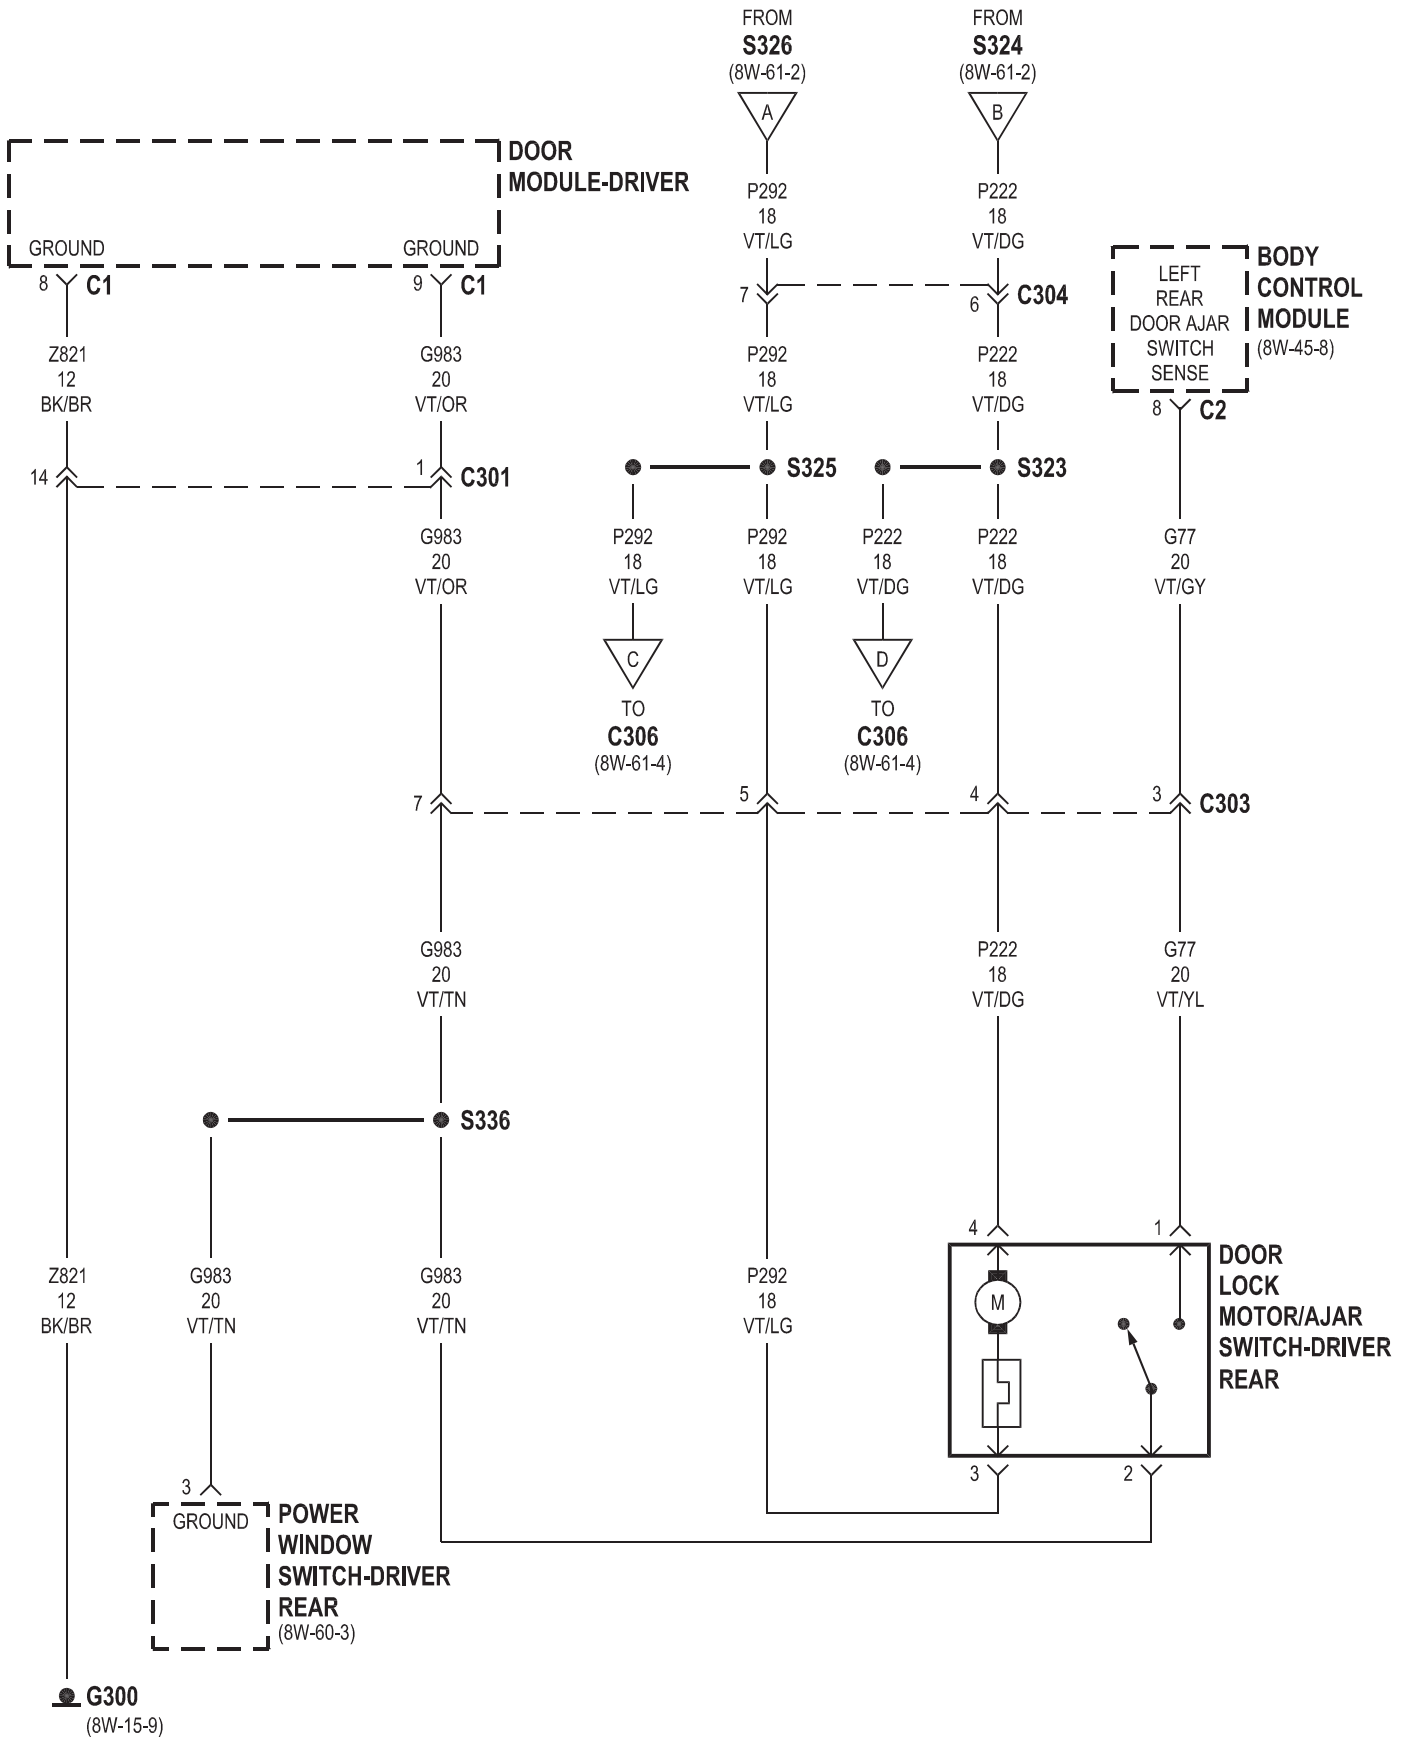 FROM
S326
(8W-61-2)
A
FROM
S324
(8W-61-2)
B
DOOR
MODULE-DRIVER
GROUND
GROUND
8
C1
9
C1
P292
18
VT/LG
P222
18
VT/DG
7
6
C304
LEFT
REAR
DOOR AJAR
SWITCH
SENSE
BODY
CONTROL
MODULE
(8W-45-8)
8
C2
Z821
12
BK/BR
G983
20
VT/OR
P292
18
VT/LG
P222
18
VT/DG
14
1
C301
S325
S323
G983
20
VT/OR
P292
18
VT/LG
P292
18
VT/LG
P222
18
VT/DG
P222
18
VT/DG
G77
20
VT/GY
C
TO
C306
(8W-61-4)
D
TO
C306
(8W-61-4)
7
5
4
3
C303
G983
20
VT/TN
P222
18
VT/DG
G77
20
VT/YL
S336
4
1
Z821
12
BK/BR
G983
20
VT/TN
G983
20
VT/TN
P292
18
VT/LG
M
DOOR
LOCK
MOTOR/AJAR
SWITCH-DRIVER
REAR
3
2
3
GROUND
POWER
WINDOW
SWITCH-DRIVER
REAR
(8W-60-3)
G300
(8W-15-9)